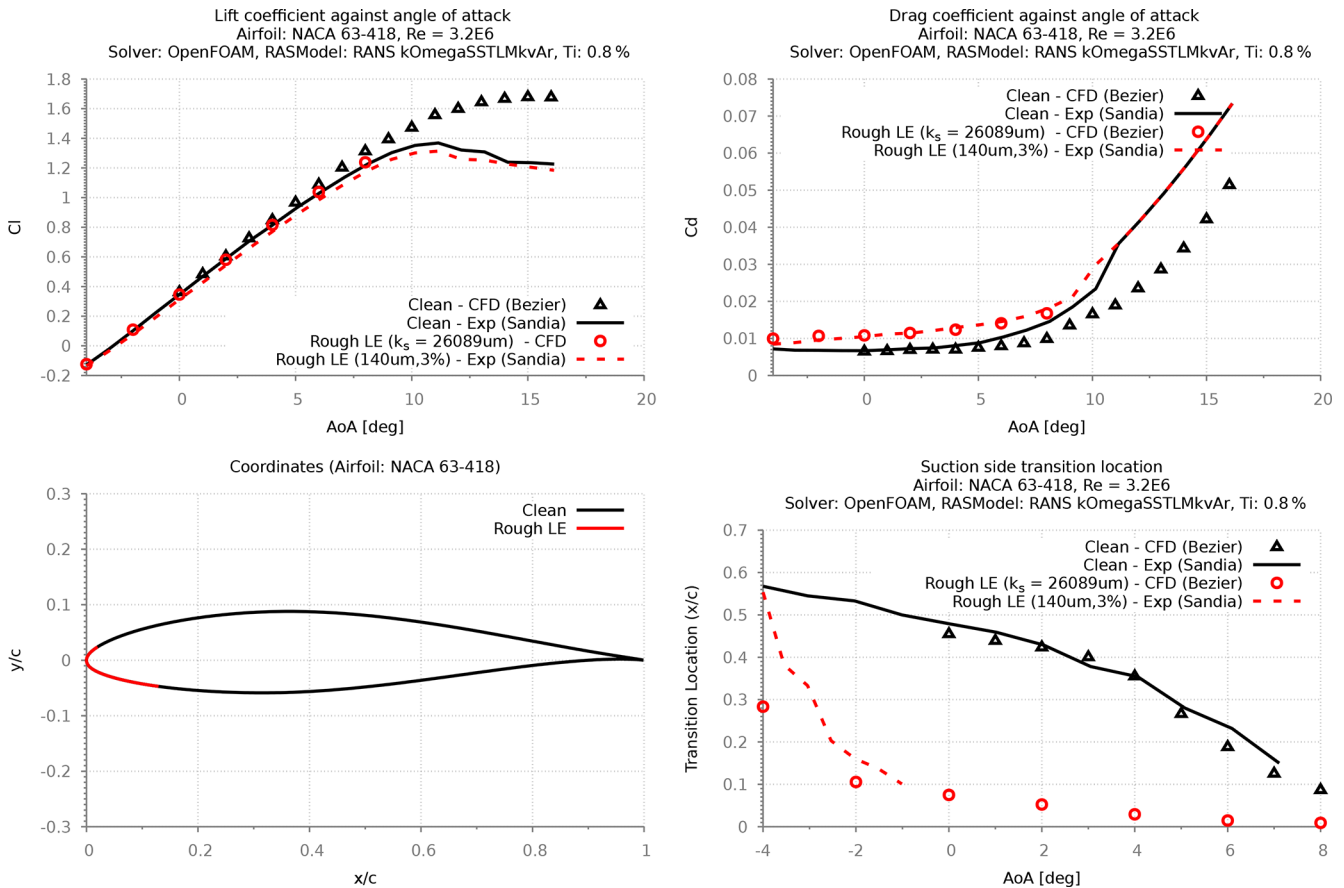 Lift coefficient against angle of attack
Airfoil: NACA 63-418, Re = 3.2E6
Solver: OpenFOAM, RASModel: RANS kOmegaSSTLMkvAr, Ti: 0.8 %
1.8
1.6
1.4
1.2
1
0.8
0.6
0.4
0.2
0
-0.2
Cl
Clean - CFD (Bezier)
Clean - Exp (Sandia)
Rough LE (ks = 26089um) - CFD
Rough LE (140um,3%) - Exp (Sandia)
0 5 10 15 20
AoA [deg]
Drag coefficient against angle of attack
Airfoil: NACA 63-418, Re = 3.2E6
Solver: OpenFOAM, RASModel: RANS kOmegaSSTLMkvAr, Ti: 0.8 %
0.08
0.07
0.06
0.05
0.04
0.03
0.02
0.01
0
Cd
Clean - CFD (Bezier)
Clean - Exp (Sandia)
Rough LE (ks = 26089um) - CFD (Bezier)
Rough LE (140um,3%) - Exp (Sandia)
0 5 10 15 20
AoA [deg]
Coordinates (Airfoil: NACA 63-418)
0.3
0.2
0.1
0
-0.1
-0.2
-0.3
y/c
Clean
Rough LE
0 0.2 0.4 0.6 0.8 1
x/c
Suction side transition location
Airfoil: NACA 63-418, Re = 3.2E6
Solver: OpenFOAM, RASModel: RANS kOmegaSSTLMkvAr, Ti: 0.8 %
0.7
0.6
0.5
0.4
0.3
0.2
0.1
0
Transition Location (x/c)
Clean - CFD (Bezier)
Clean - Exp (Sandia)
Rough LE (ks = 26089um) - CFD (Bezier)
Rough LE (140um,3%) - Exp (Sandia)
-4 -2 0 2 4 6 8
AoA [deg]